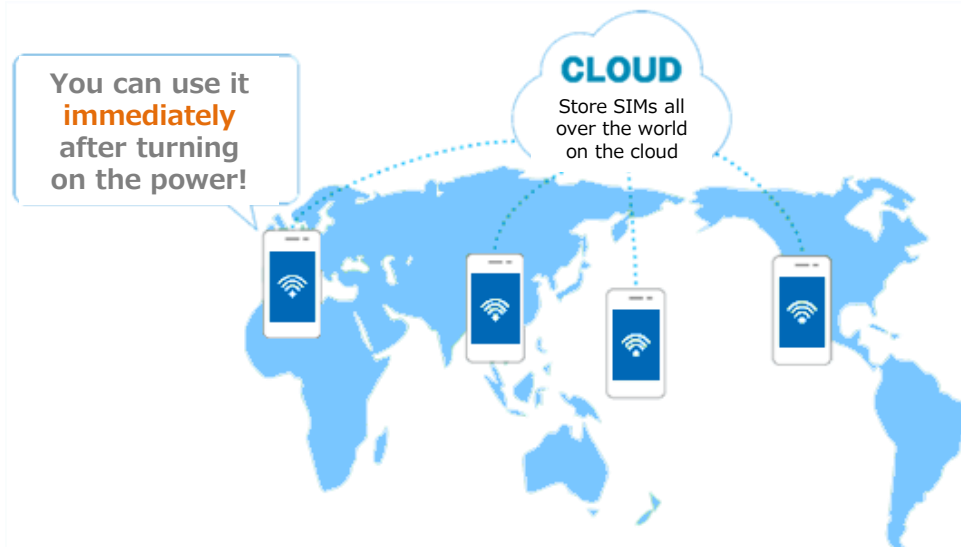 You can use it
immediately
after turning
on the power!
CLOUD
Store SIMs all
over the world
on the cloud